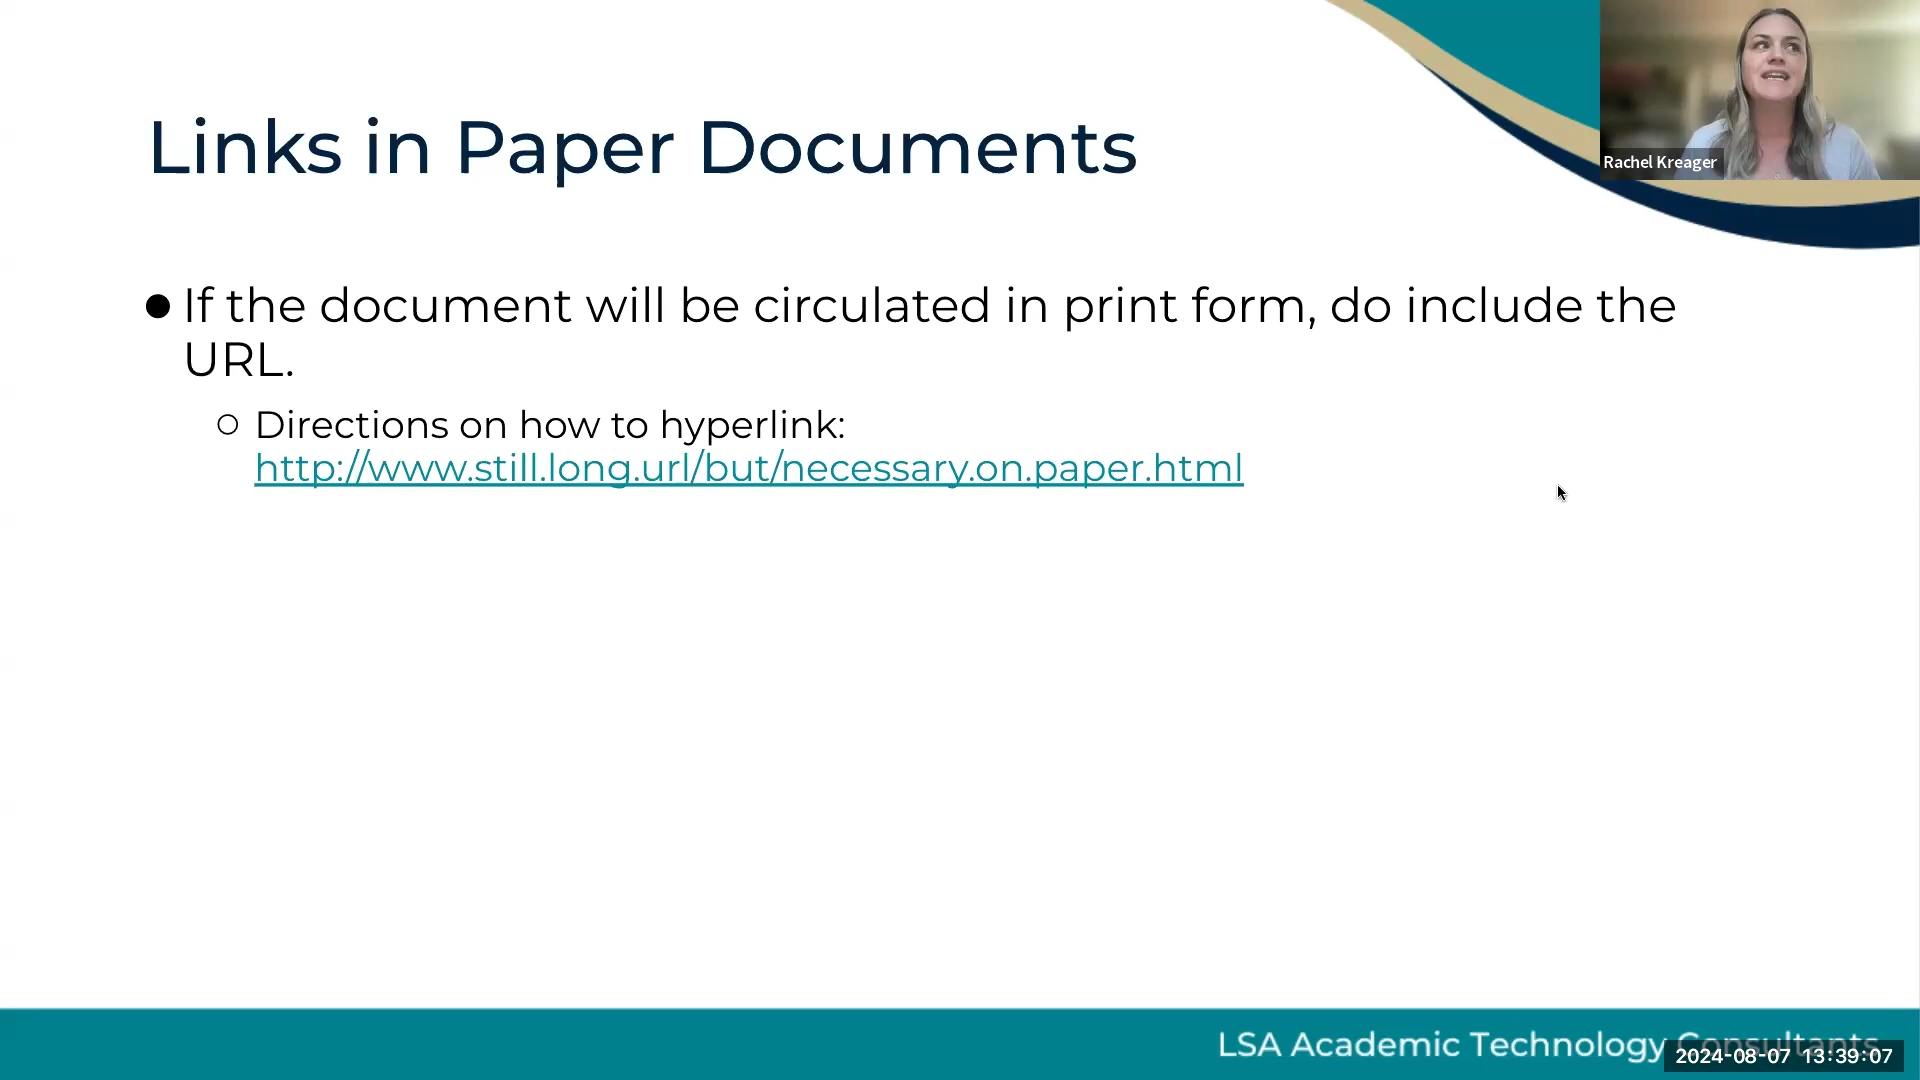 Rachel Kreager
Links in Paper Documents
If the document will be circulated in print form, do include the
URL.
Directions on how to hyperlink:
http://www.still.long.url/but/necessary.on.paper.html
LSA Academic Technology Consultants
2024-08-07 13:39:07